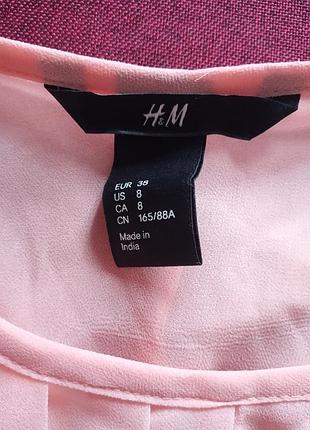 H&M
EUR 38
US 8
CA 8
CN 165/88A
Made in
India